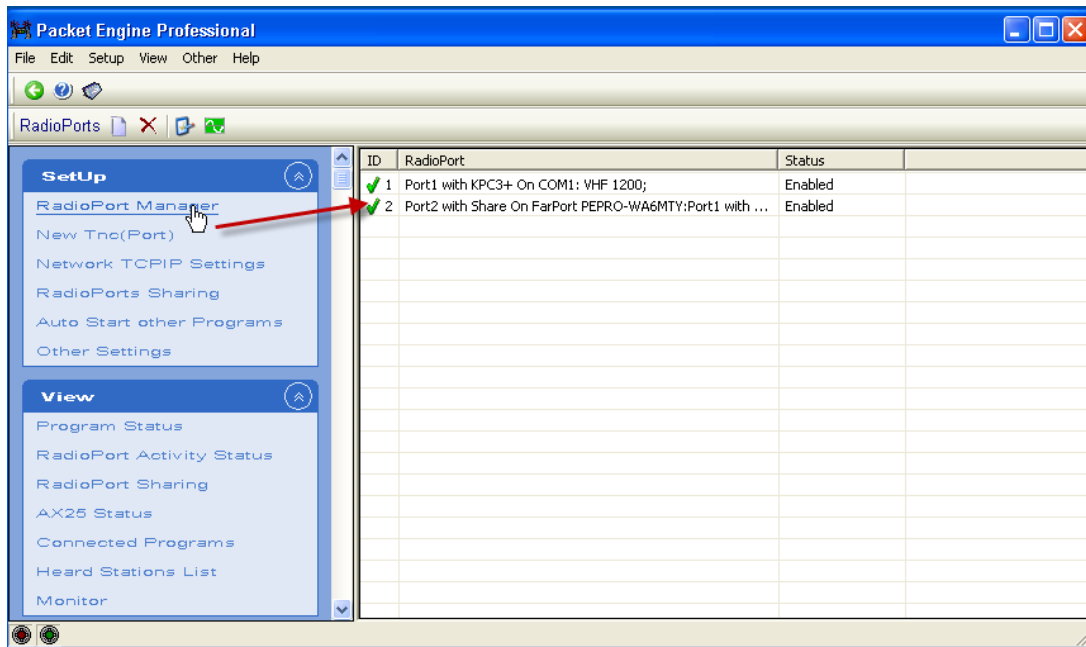 Packet Engine Professional
File Edit Setup View Other Help
RadioPorts
SetUp
RadioPort Manager
New Tnc(Port)
Network TCPIP Settings
RadioPorts Sharing
Auto Start other Programs
Other Settings
View
Program Status
RadioPort Activity Status
RadioPort Sharing
AX25 Status
Connected Programs
Heard Stations List
Monitor
ID RadioPort Status
1 Port1 with KPC3+ On COM1: VHF 1200; Enabled
2 Port2 with Share On FarPort PEPRO-WA6MTY:Port1 with ... Enabled